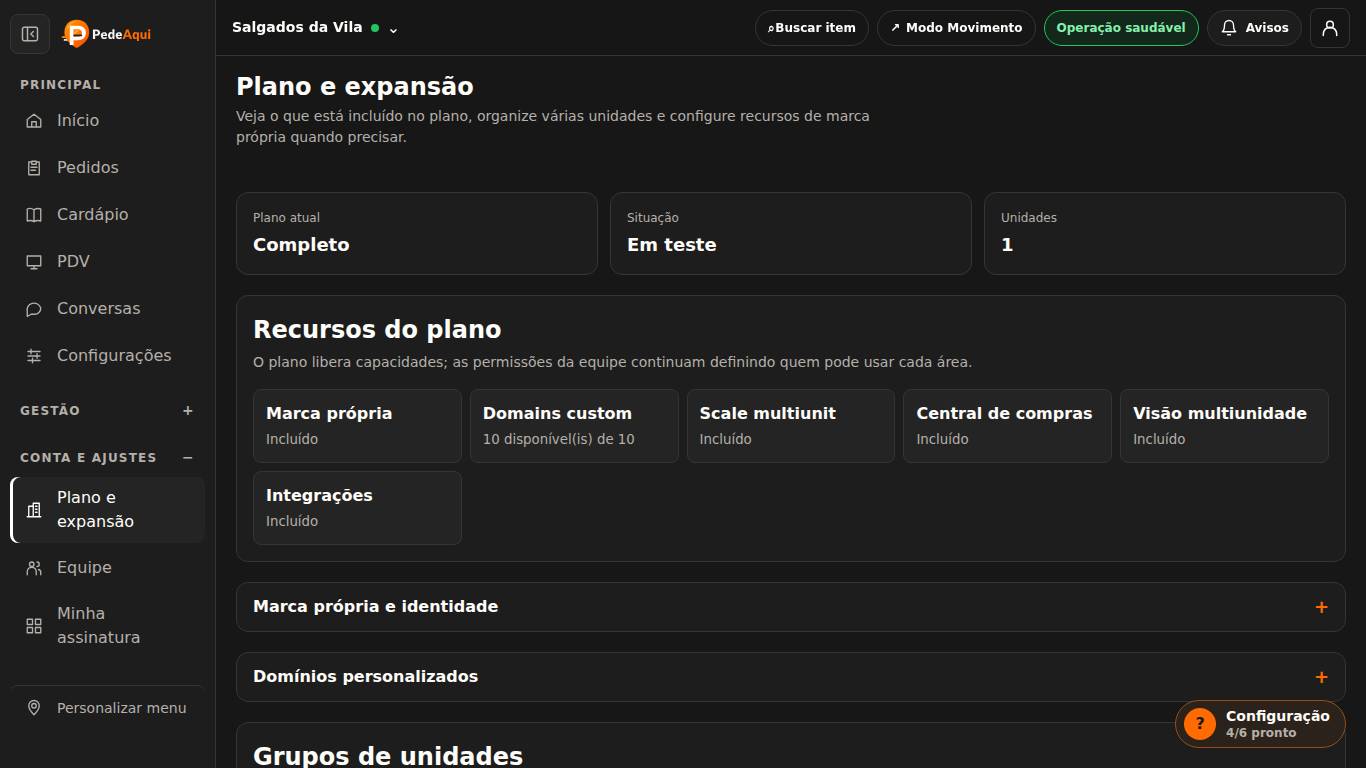 PedeAqui
PRINCIPAL
Início
Pedidos
Cardápio
PDV
Conversas
Configurações
GESTÃO +
CONTA E AJUSTES −
Plano e
expansão
Equipe
Minha
assinatura
Personalizar menu
Salgados da Vila
Buscar item
↗ Modo Movimento
Operação saudável
Avisos
Plano e expansão
Veja o que está incluído no plano, organize várias unidades e configure recursos de marca
própria quando precisar.
Plano atual
Completo
Situação
Em teste
Unidades
1
Recursos do plano
O plano libera capacidades; as permissões da equipe continuam definindo quem pode usar cada área.
Marca própria
Incluído
Domains custom
10 disponível(is) de 10
Scale multiunit
Incluído
Central de compras
Incluído
Visão multiunidade
Incluído
Integrações
Incluído
Marca própria e identidade +
Domínios personalizados +
Grupos de unidades
?
Configuração
4/6 pronto